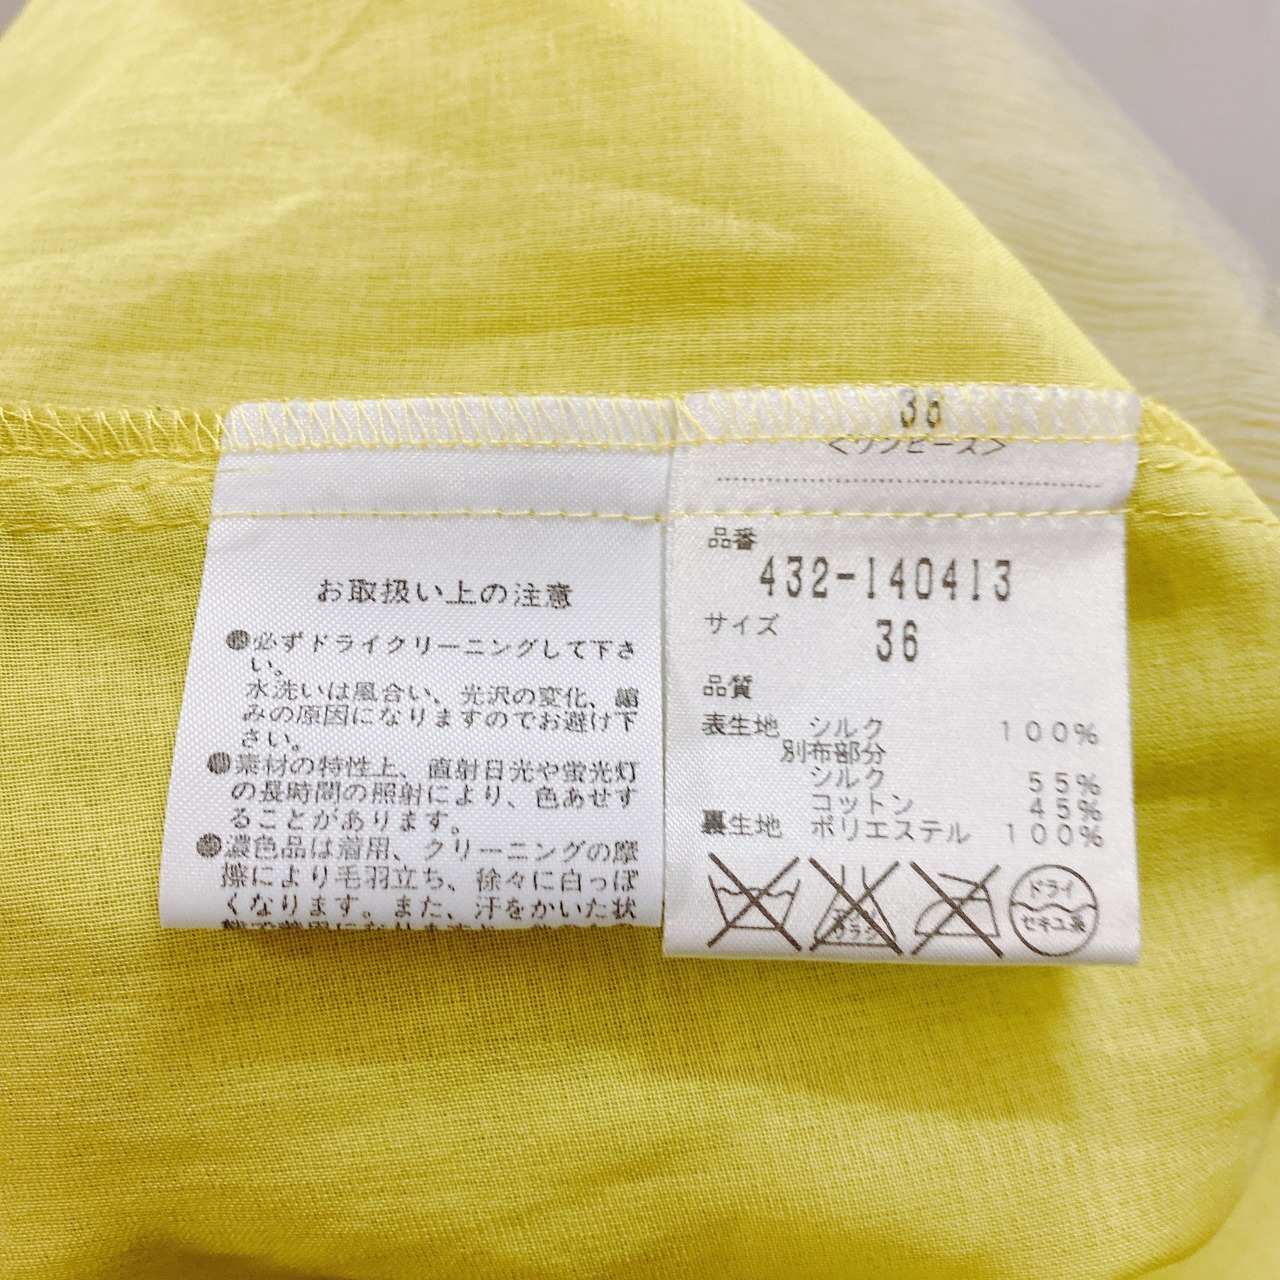 お取扱い上の注意
●必ずドライクリーニングして下さ
い。
水洗いは風合い、光沢の変化、縮
みの原因になりますのでお避け下
さい。
●素材の特性上、直射日光や蛍光灯
の長時間の照射により、色あせす
ることがあります。
●濃色品は着用、クリーニングの摩
擦により毛羽立ち、徐々に白っぽ
くなります。また、汗をかいた状
36
<ワンピース>
品番
432-140413
サイズ
36
品質
表生地 シルク 100%
別布部分
シルク 55%
コットン 45%
裏生地 ポリエステル 100%
エンソ
サラシ
ドライ
セキユ系